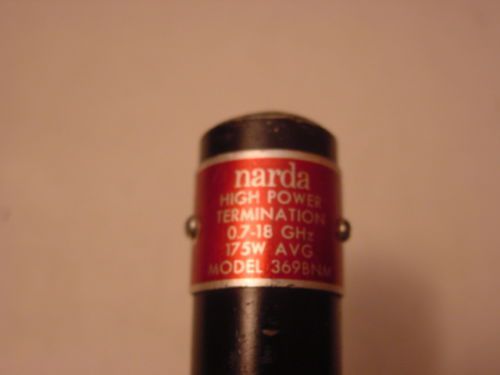 narda
HIGH POWER
TERMINATION
0.7-18 GHz
175W AVG
MODEL 369BNM